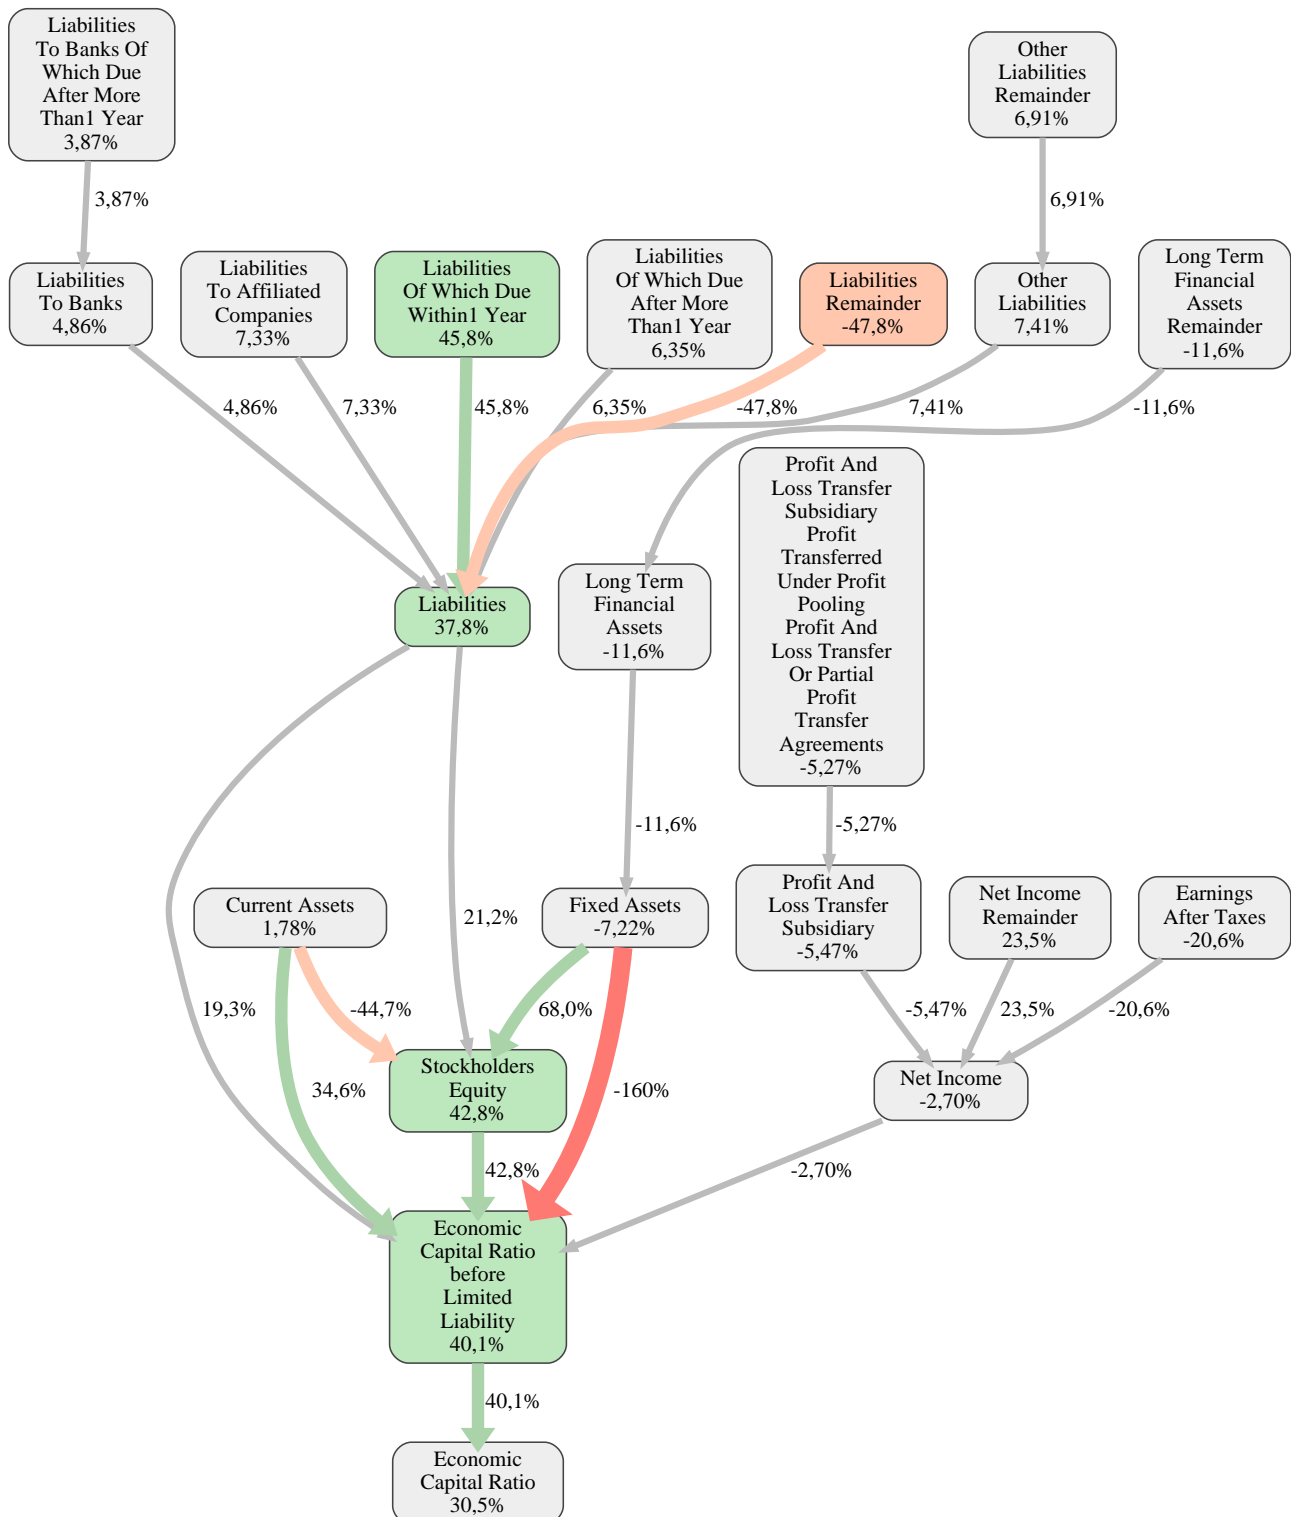 Liabilities
To Banks Of
Which Due
After More
Than1 Year
3,87%
Other
Liabilities
Remainder
6,91%
3,87%
6,91%
Liabilities
To Banks
4,86%
Liabilities
To Affiliated
Companies
7,33%
Liabilities
Of Which Due
Within1 Year
45,8%
Liabilities
Of Which Due
After More
Than1 Year
6,35%
Liabilities
Remainder
-47,8%
Other
Liabilities
7,41%
Long Term
Financial
Assets
Remainder
-11,6%
4,86%
7,33%
45,8%
6,35%
-47,8%
7,41%
-11,6%
Profit And
Loss Transfer
Subsidiary
Profit
Transferred
Under Profit
Pooling
Profit And
Loss Transfer
Or Partial
Profit
Transfer
Agreements
-5,27%
Liabilities
37,8%
Long Term
Financial
Assets
-11,6%
-11,6%
-5,27%
Current Assets
1,78%
21,2%
Fixed Assets
-7,22%
Profit And
Loss Transfer
Subsidiary
-5,47%
Net Income
Remainder
23,5%
Earnings
After Taxes
-20,6%
19,3%
-44,7%
68,0%
-5,47%
23,5%
-20,6%
Stockholders
Equity
42,8%
34,6%
-160%
Net Income
-2,70%
42,8%
-2,70%
Economic
Capital Ratio
before
Limited
Liability
40,1%
40,1%
Economic
Capital Ratio
30,5%